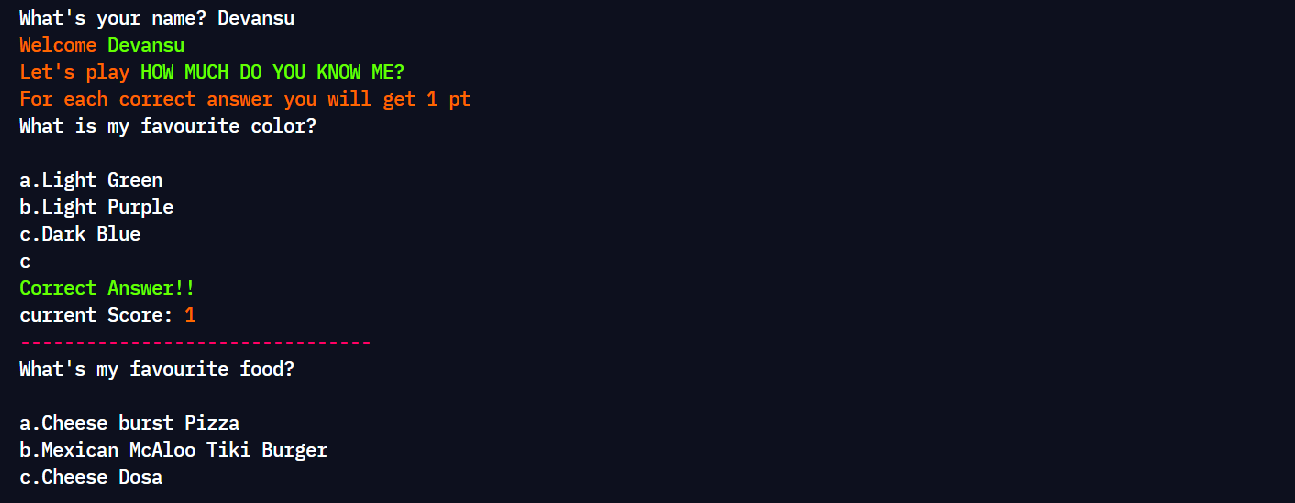 What's your name? Devansu
Welcome Devansu
Let's play HOW MUCH DO YOU KNOW ME?
For each correct answer you will get 1 pt
What is my favourite color?
a.Light Green
b.Light Purple
c.Dark Blue
c
Correct Answer!!
current Score: 1
--------------------------------
What's my favourite food?
a.Cheese burst Pizza
b.Mexican McAloo Tiki Burger
c.Cheese Dosa